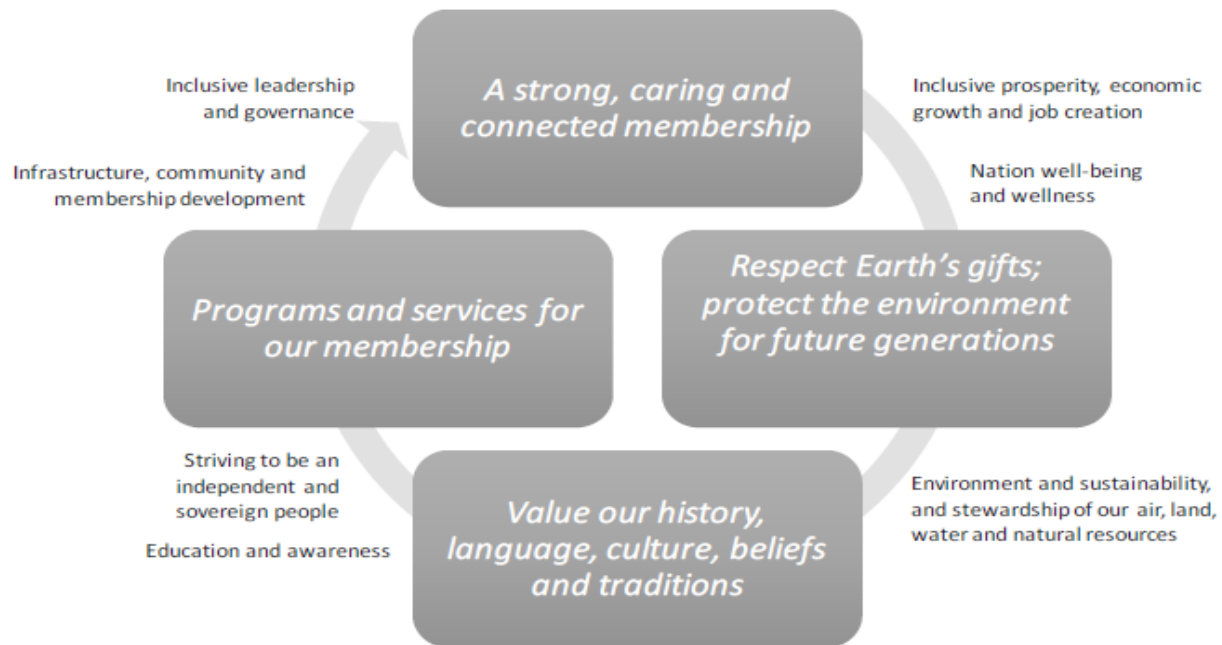 A strong, caring and
connected membership
Inclusive prosperity, economic
growth and job creation
Nation well-being
and wellness
Respect Earth’s gifts;
protect the environment
for future generations
Environment and sustainability,
and stewardship of our air, land,
water and natural resources
Value our history,
language, culture, beliefs
and traditions
Striving to be an
independent and
sovereign people
Education and awareness
Programs and services for
our membership
Infrastructure, community and
membership development
Inclusive leadership
and governance